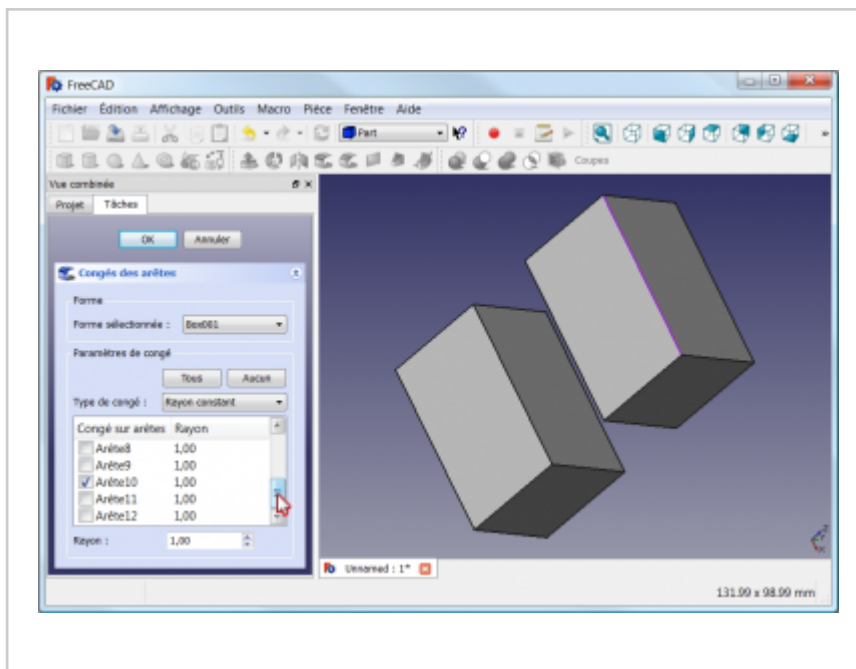 FreeCAD
Fichier Édition Affichage Outils Macro Pièce Fenêtre Aide
Part
Coupes
Vue combinée
Projet Tâches
OK Annuler
Congés des arêtes
Forme
Forme sélectionnée : Box001
Paramètres de congé
Tous Aucun
Type de congé : Rayon constant
Congé sur arêtes Rayon
Arête8 1,00
Arête9 1,00
Arête10 1,00
Arête11 1,00
Arête12 1,00
Rayon : 1,00
Unnamed : 1*
131.99 x 98.99 mm